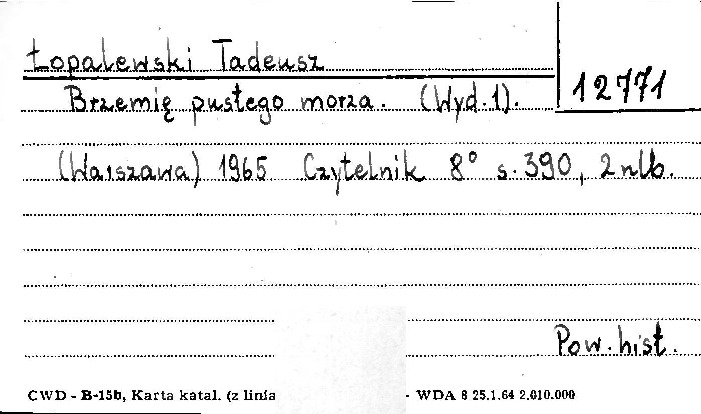 Łopalewski Tadeusz
12771
Brzemię pustego morza. (Wyd. 1).
(Warszawa) 1965 Czytelnik 8° s. 390, 2 nlb.
Pow. hist.
CWD - B-15b, Karta katal. (z linia - WDA 8 25.1.64 2.010.000